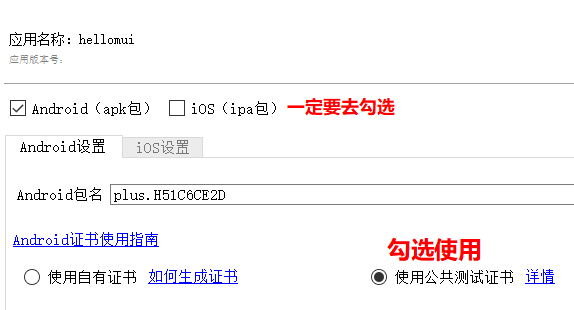 应用名称：hellomui
应用版本号：
Android（apk包） iOS（ipa包） 一定要去勾选
Android设置 iOS设置
Android包名 plus.H51C6CE2D
Android证书使用指南
勾选使用
使用自有证书 如何生成证书 使用公共测试证书 详情